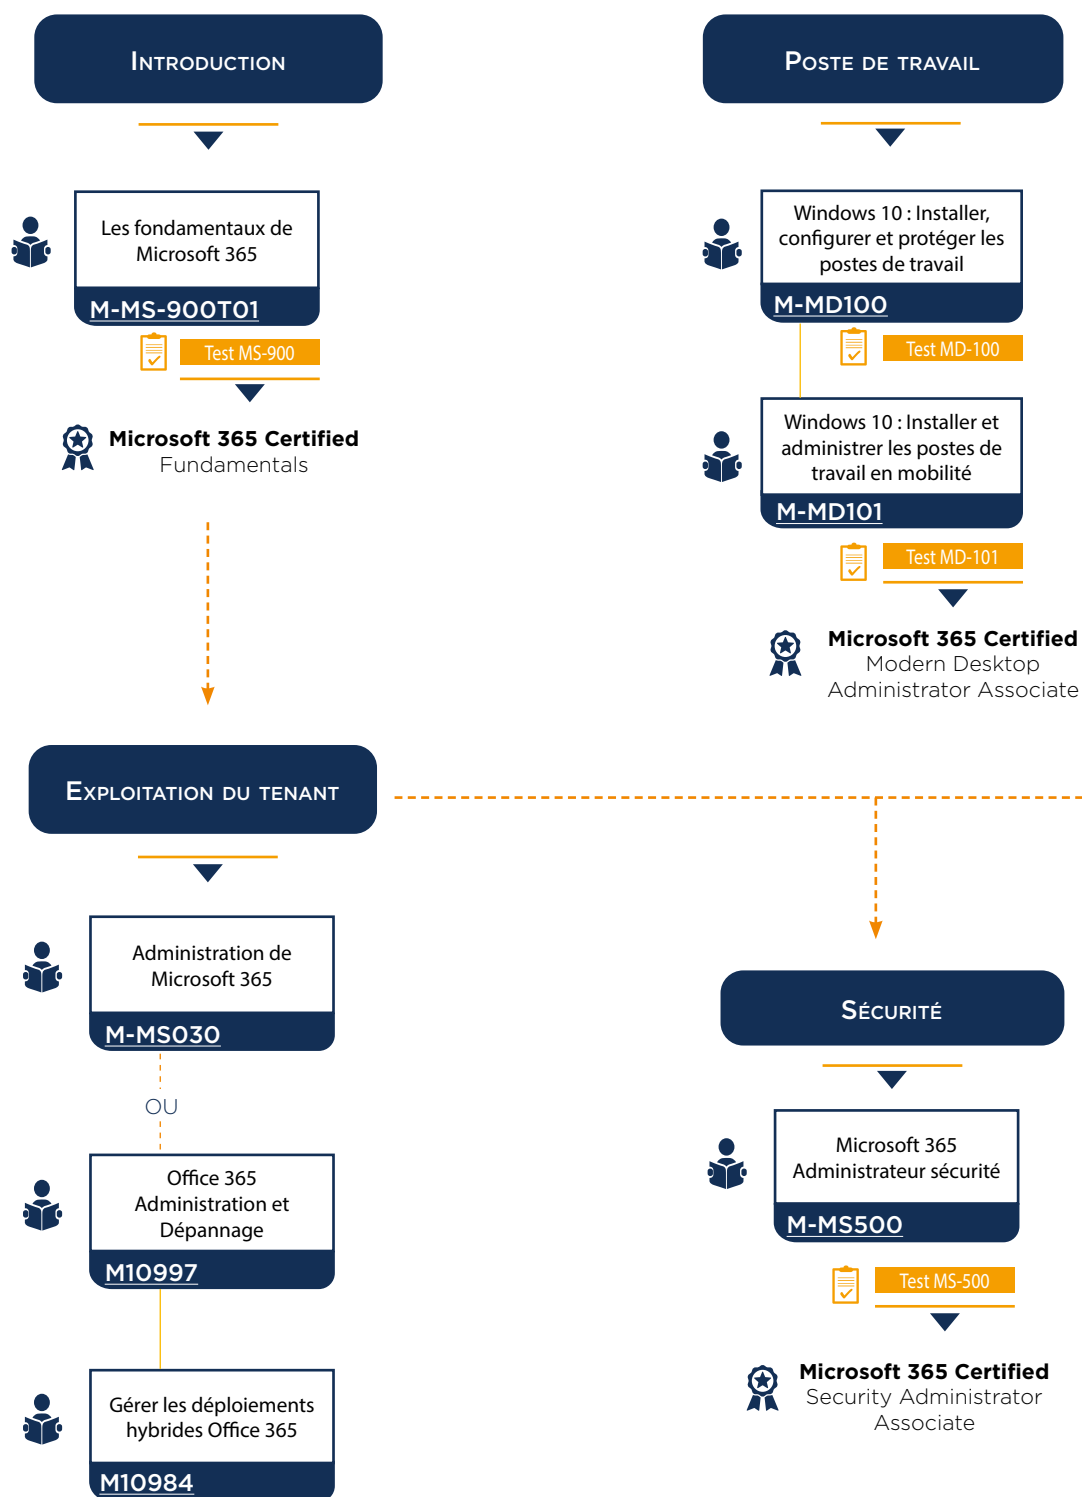 Introduction
Les fondamentaux de
Microsoft 365
M-MS-900T01
Test MS-900
Microsoft 365 Certified
Fundamentals
Poste de travail
Windows 10 : Installer,
configurer et protéger les
postes de travail
M-MD100
Test MD-100
Windows 10 : Installer et
administrer les postes de
travail en mobilité
M-MD101
Test MD-101
Microsoft 365 Certified
Modern Desktop
Administrator Associate
Exploitation du tenant
Administration de
Microsoft 365
M-MS030
OU
Office 365
Administration et
Dépannage
M10997
Gérer les déploiements
hybrides Office 365
M10984
Sécurité
Microsoft 365
Administrateur sécurité
M-MS500
Test MS-500
Microsoft 365 Certified
Security Administrator
Associate